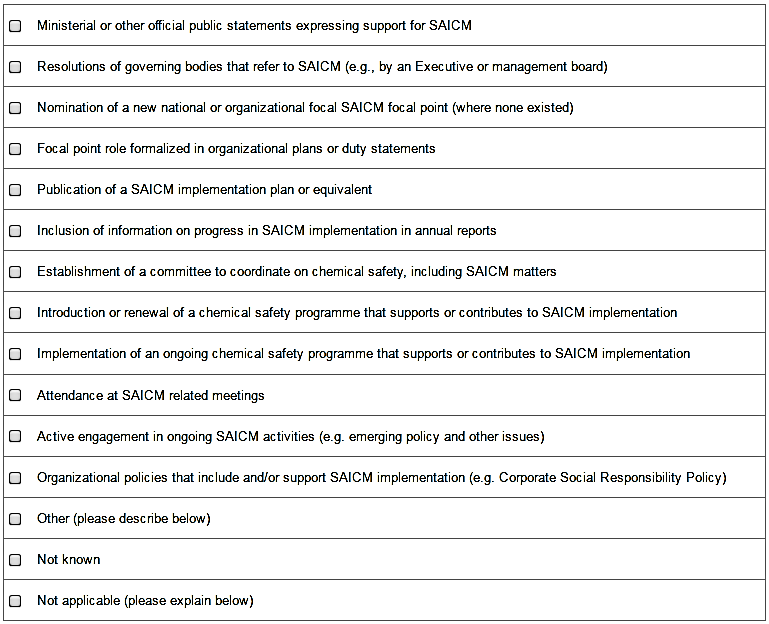 Ministerial or other official public statements expressing support for SAICM
Resolutions of governing bodies that refer to SAICM (e.g., by an Executive or management board)
Nomination of a new national or organizational focal SAICM focal point (where none existed)
Focal point role formalized in organizational plans or duty statements
Publication of a SAICM implementation plan or equivalent
Inclusion of information on progress in SAICM implementation in annual reports
Establishment of a committee to coordinate on chemical safety, including SAICM matters
Introduction or renewal of a chemical safety programme that supports or contributes to SAICM implementation
Implementation of an ongoing chemical safety programme that supports or contributes to SAICM implementation
Attendance at SAICM related meetings
Active engagement in ongoing SAICM activities (e.g. emerging policy and other issues)
Organizational policies that include and/or support SAICM implementation (e.g. Corporate Social Responsibility Policy)
Other (please describe below)
Not known
Not applicable (please explain below)